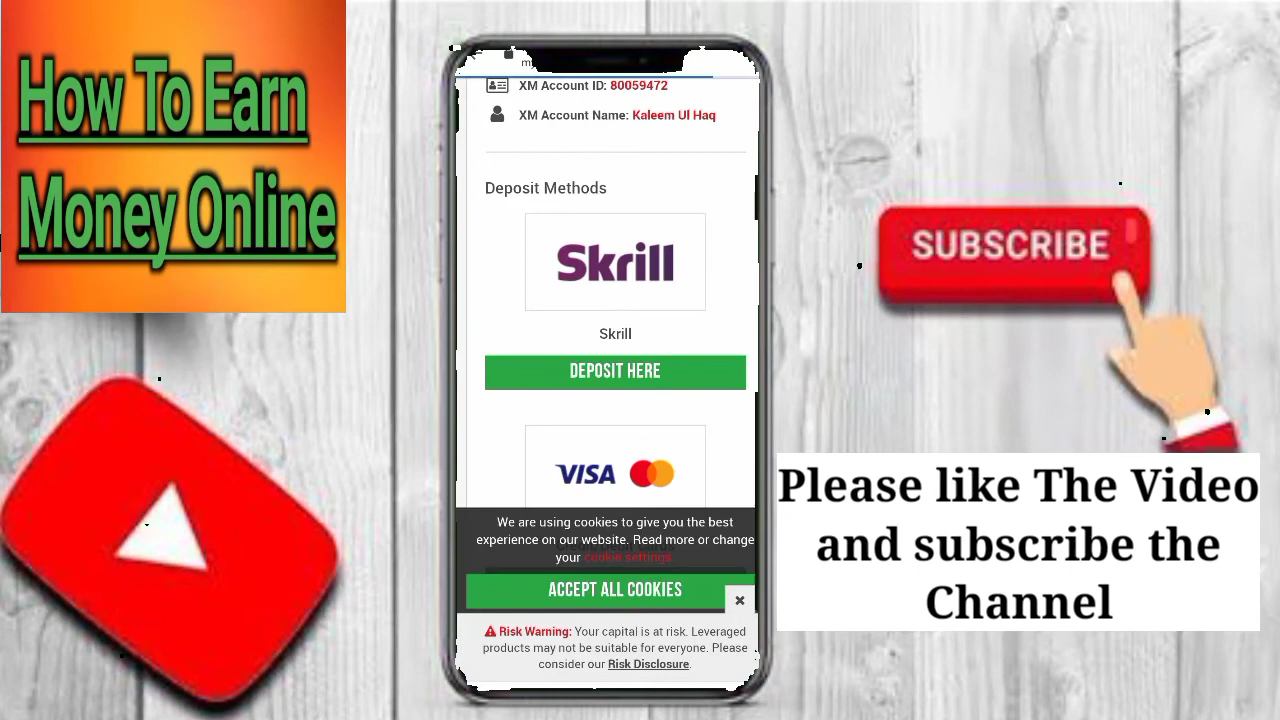 How To Earn
Money Online
XM Account ID: 80059472
XM Account Name: Kaleem Ul Haq
Deposit Methods
Skrill
Skrill
DEPOSIT HERE
VISA
We are using cookies to give you the best
experience on our website. Read more or change
your cookie settings
ACCEPT ALL COOKIES
Risk Warning: Your capital is at risk. Leveraged
products may not be suitable for everyone. Please
consider our Risk Disclosure.
SUBSCRIBE
Please like The Video
and subscribe the
Channel